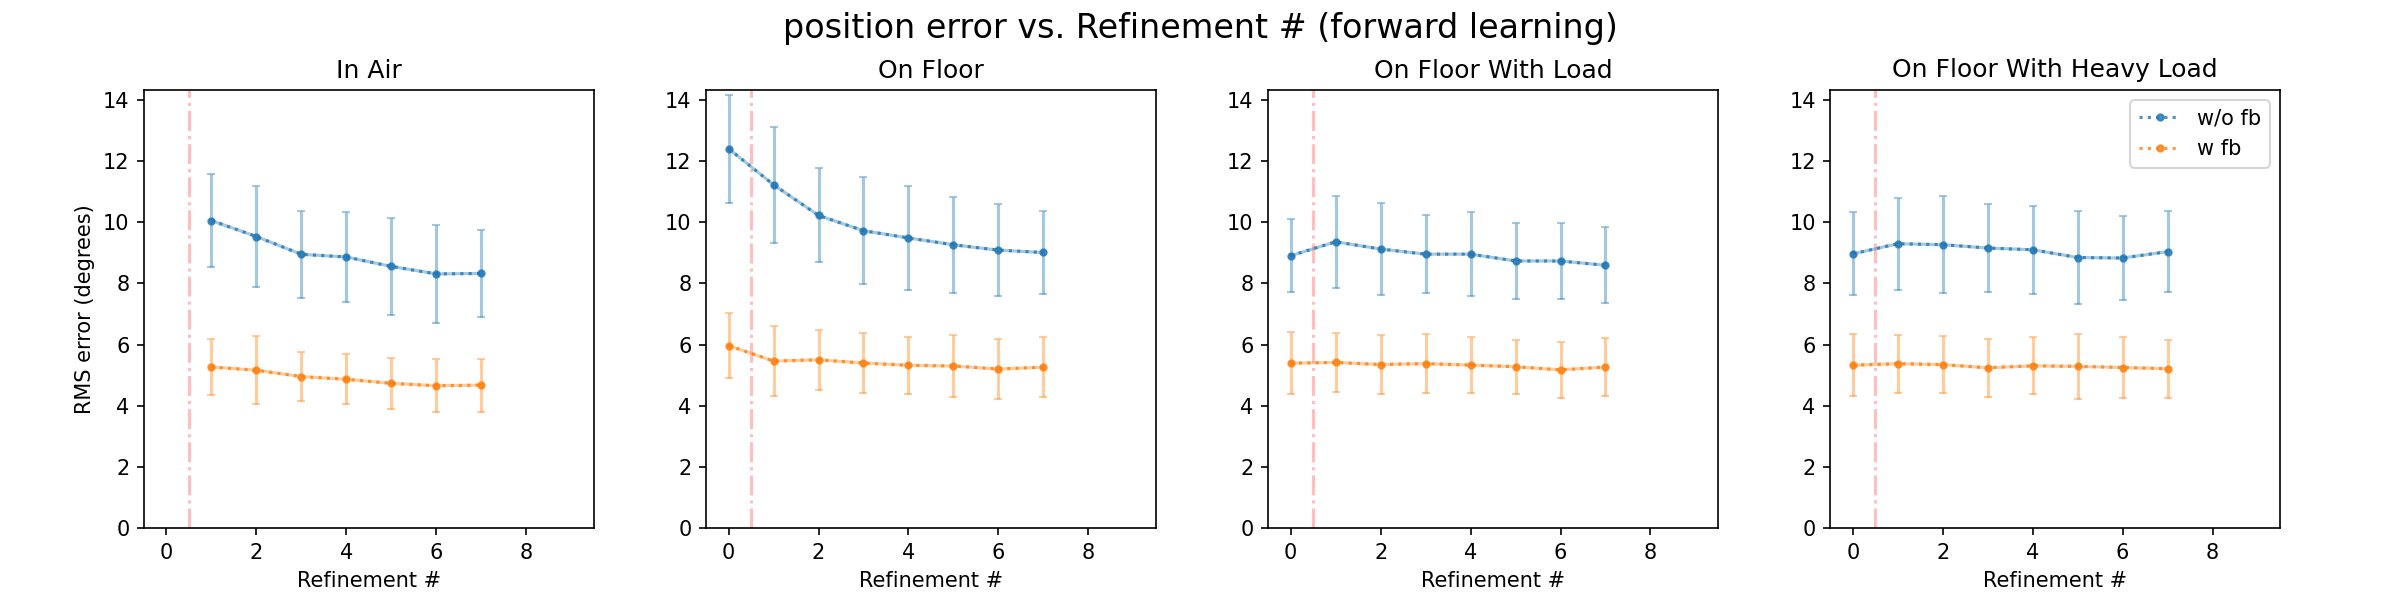 position error vs. Refinement # (forward learning)
In Air
On Floor
On Floor With Load
On Floor With Heavy Load
RMS error (degrees)
14
12
10
8
6
4
2
0
0 2 4 6 8
Refinement #
14
12
10
8
6
4
2
0
0 2 4 6 8
Refinement #
14
12
10
8
6
4
2
0
0 2 4 6 8
Refinement #
14
12
10
8
6
4
2
0
0 2 4 6 8
Refinement #
w/o fb
w fb